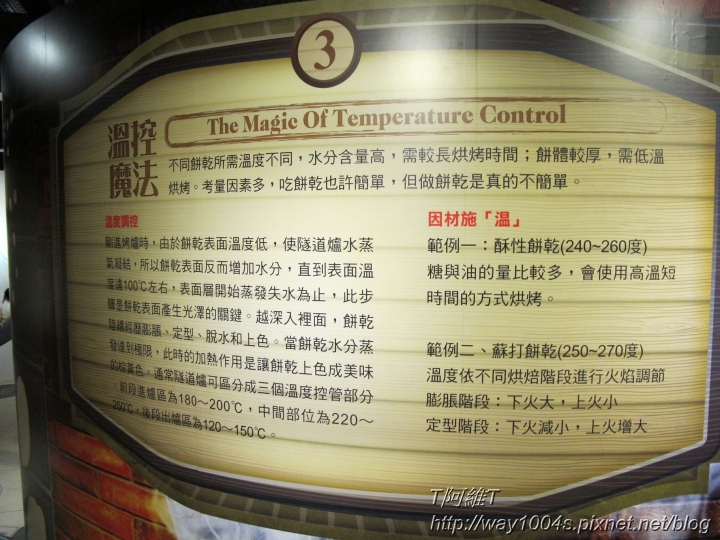 3
溫控
魔法
The Magic Of Temperature Control
不同餅乾所需溫度不同，水分含量高，需較長烘烤時間；餅體較厚，需低溫
烘烤。考量因素多，吃餅乾也許簡單，但做餅乾是真的不簡單。
溫度調控
剛進烤爐時，由於餅乾表面溫度低，使隧道爐水蒸
氣凝結，所以餅乾表面反而增加水分，直到表面溫
度達100℃左右，表面層開始蒸發失水為止，此步
驟是餅乾表面產生光澤的關鍵。越深入裡面，餅乾
陸續經歷膨脹、定型、脫水和上色。當餅乾水分蒸
發達到極限，此時的加熱作用是讓餅乾上色成美味
的棕黃色。通常隧道爐可區分成三個溫度控管部分
，前段進爐區為180～200℃，中間部位為220～
250℃，後段出爐區為120～150℃。
因材施「溫」
範例一：酥性餅乾(240~260度)
糖與油的量比較多，會使用高溫短
時間的方式烘烤。
範例二、蘇打餅乾(250~270度)
溫度依不同烘焙階段進行火焰調節
膨脹階段：下火大，上火小
定型階段：下火減小，上火增大
T阿維T
http://way1004s.pixnet.net/blog